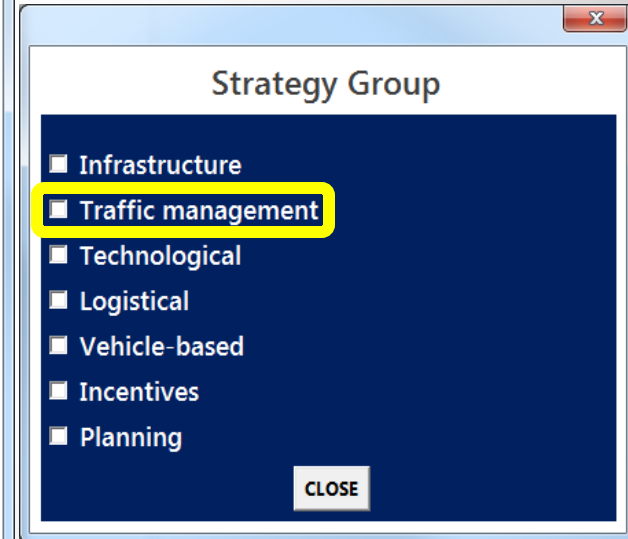 Strategy Group
Infrastructure
Traffic management
Technological
Logistical
Vehicle-based
Incentives
Planning
CLOSE